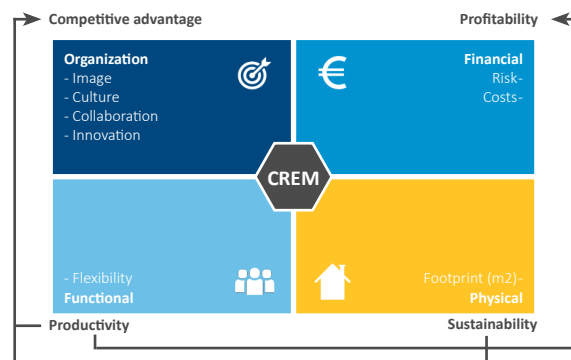 Competitive advantage
Profitability
Organization
- Image
- Culture
- Collaboration
- Innovation
€
Financial
Risk-
Costs-
CREM
- Flexibility
Functional
Footprint (m2)-
Physical
Productivity
Sustainability